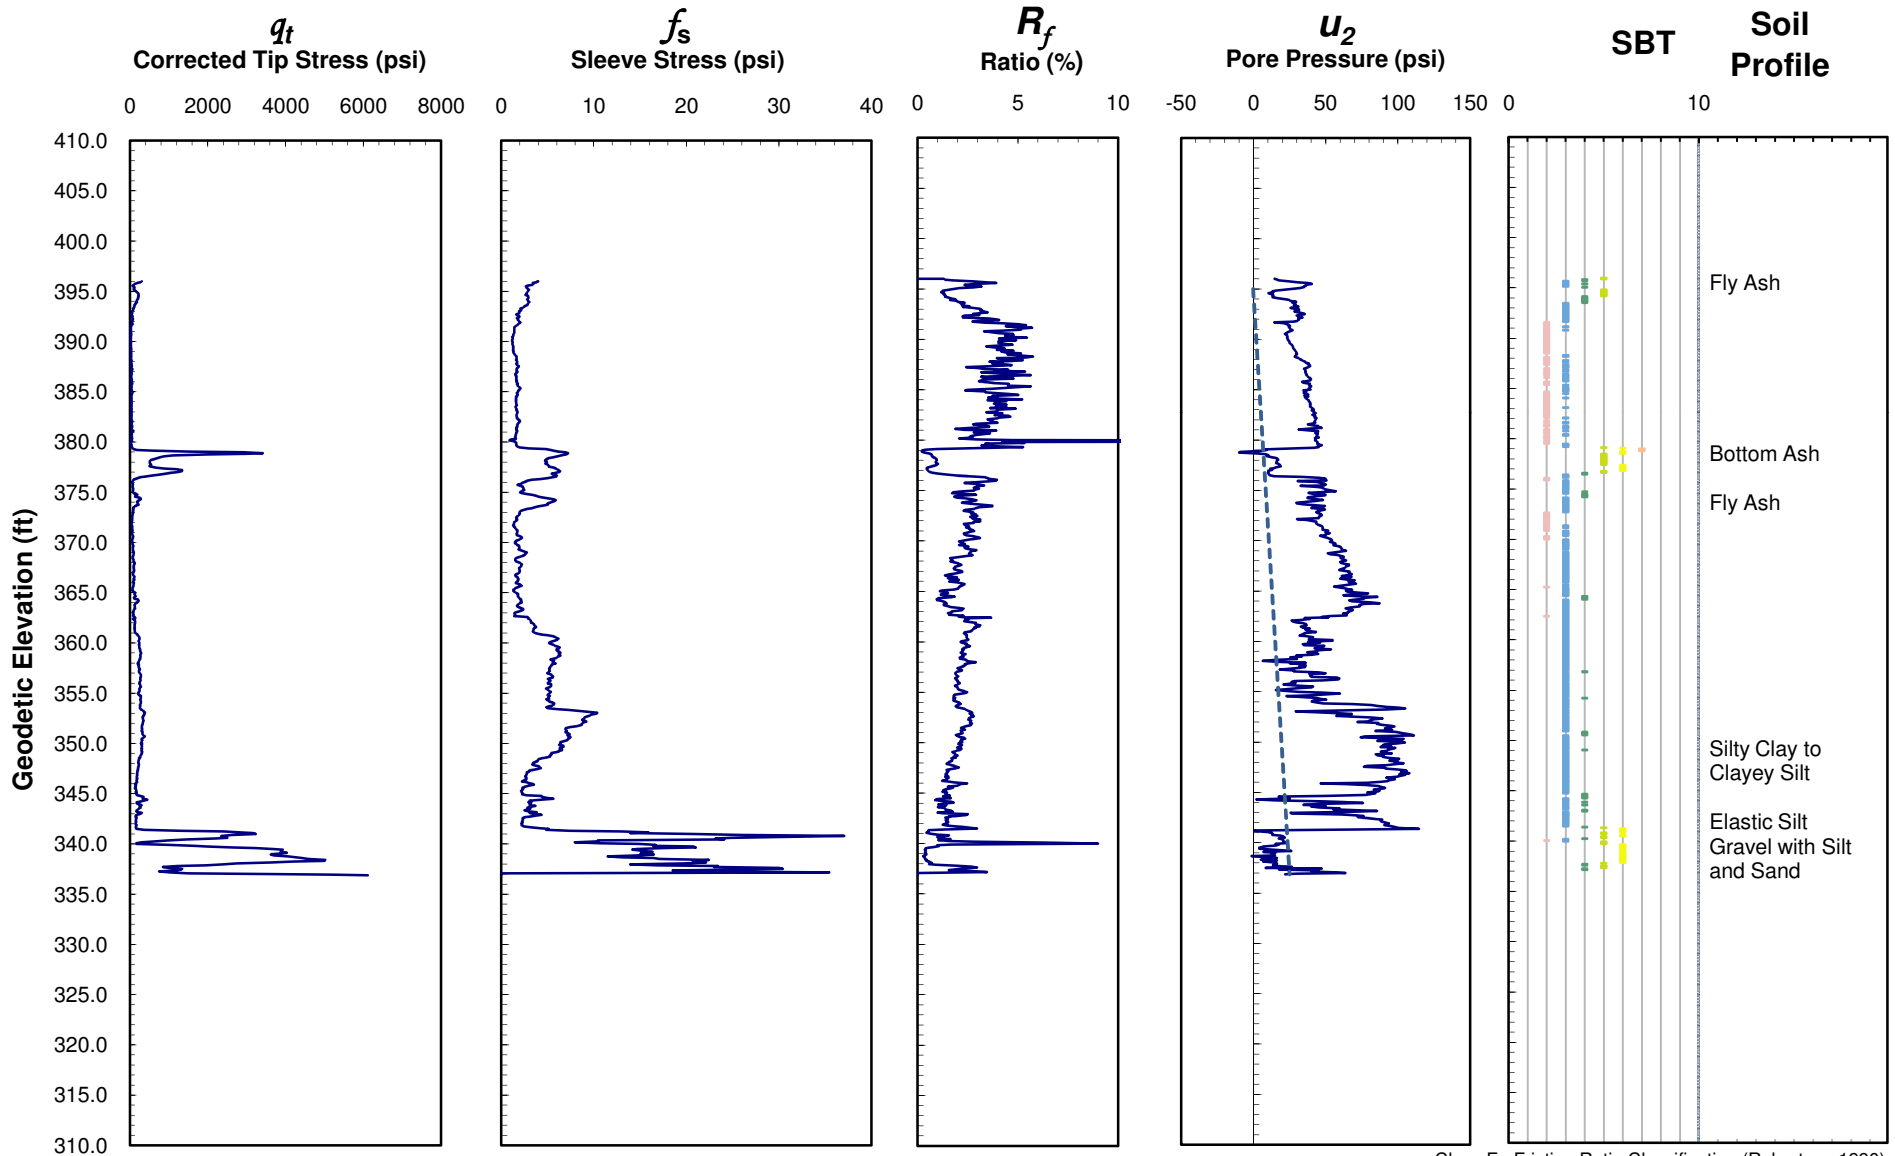 q_t
Corrected Tip Stress (psi)
f_s
Sleeve Stress (psi)
R_f
Ratio (%)
u_2
Pore Pressure (psi)
SBT
Soil
Profile
0 2000 4000 6000 8000
0 10 20 30 40
0 5 10
-50 0 50 100 150
0 10
Geodetic Elevation (ft)
410.0
405.0
400.0
395.0
390.0
385.0
380.0
375.0
370.0
365.0
360.0
355.0
350.0
345.0
340.0
335.0
330.0
325.0
320.0
315.0
310.0
Fly Ash
Bottom Ash
Fly Ash
Silty Clay to
Clayey Silt
Elastic Silt
Gravel with Silt
and Sand